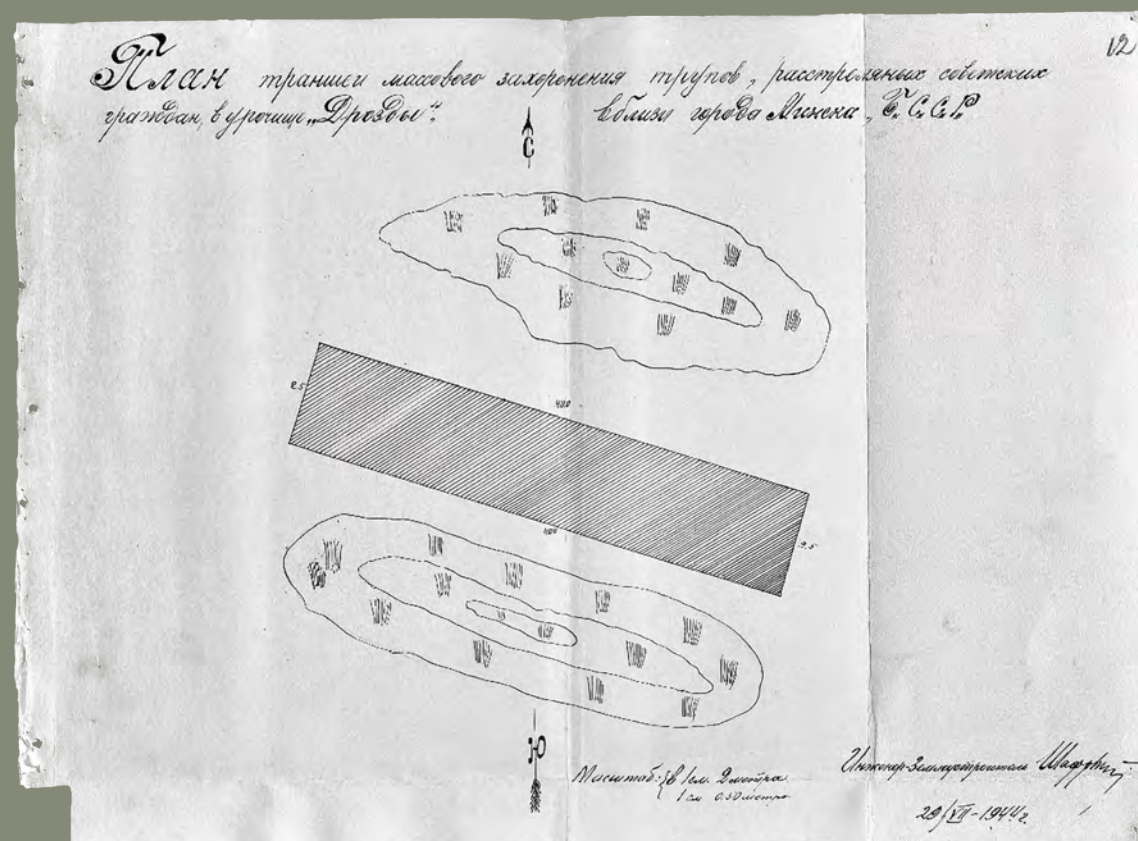 12
План траншеи массового захоронения трупов, расстреляных советских
граждан, в урочище „Дрозды“. вблизи города Минска, Б.С.С.Р.
С
2.5
400
400
2.5
Ю
Масштаб: {в 1 см. 2 метра
1 см 0.50 метра
Инженер-Землеустроитель
29/VII-1944 г.